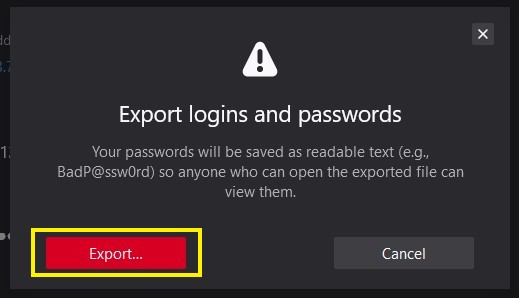 Export logins and passwords
Your passwords will be saved as readable text (e.g.,
BadP@ssw0rd) so anyone who can open the exported file can
view them.
Export...
Cancel